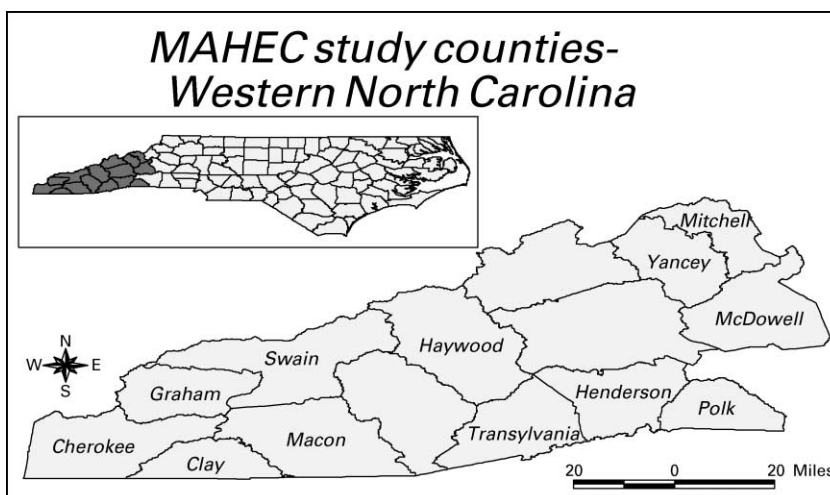 MAHEC study counties-
Western North Carolina
Mitchell
Yancey
McDowell
Haywood
Swain
N
W E
S
Graham
Henderson
Polk
Cherokee
Macon
Transylvania
Clay
20 0 20 Miles